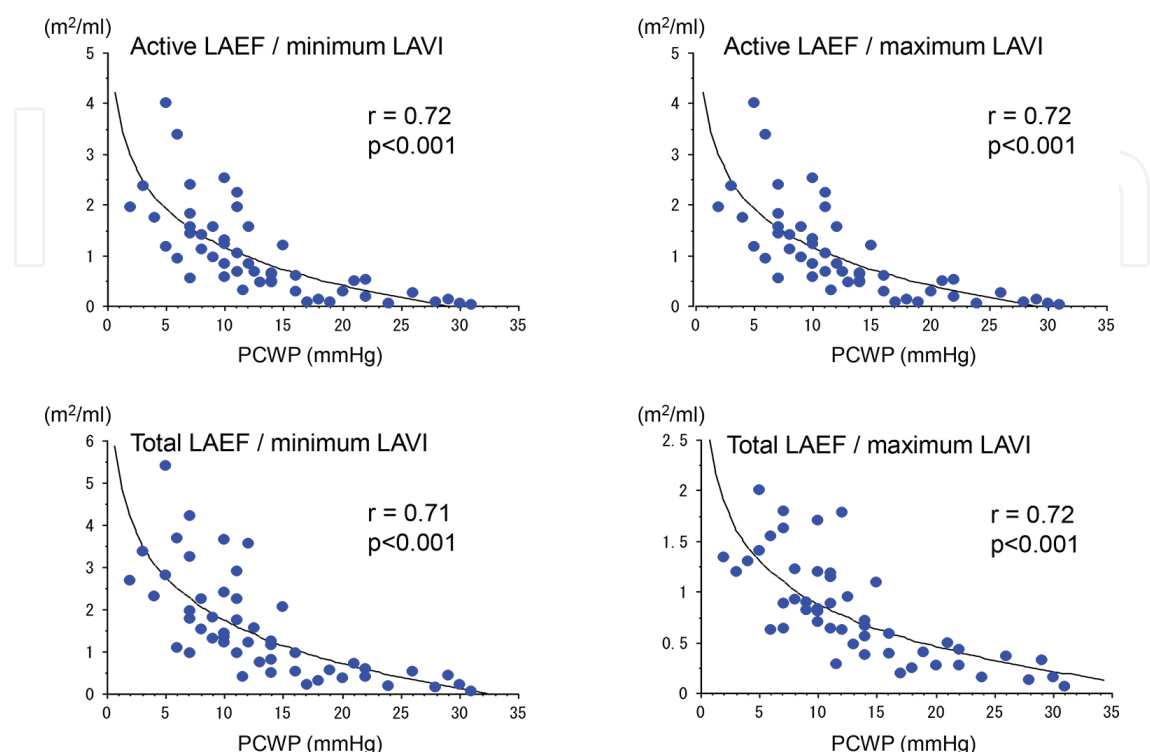 (m²/ml)
Active LAEF / minimum LAVI
5
4
3
2
1
0
r = 0.72
p<0.001
0 5 10 15 20 25 30 35
PCWP (mmHg)
(m²/ml)
Active LAEF / maximum LAVI
5
4
3
2
1
0
r = 0.72
p<0.001
0 5 10 15 20 25 30 35
PCWP (mmHg)
(m²/ml)
Total LAEF / minimum LAVI
6
5
4
3
2
1
0
r = 0.71
p<0.001
0 5 10 15 20 25 30 35
PCWP (mmHg)
(m²/ml)
Total LAEF / maximum LAVI
2.5
2
1.5
1
0.5
0
r = 0.72
p<0.001
0 5 10 15 20 25 30 35
PCWP (mmHg)